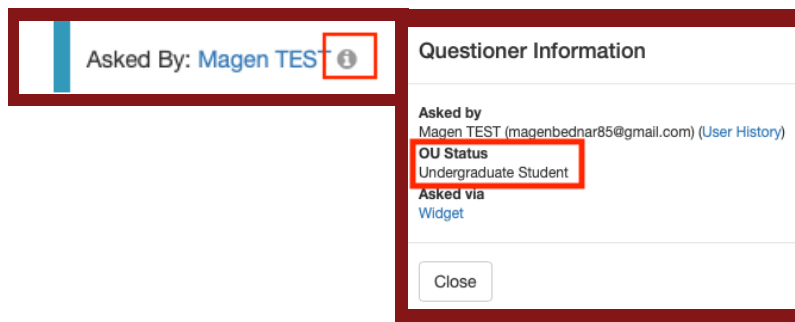 Asked By: Magen TEST
Questioner Information
Asked by
Magen TEST (magenbednar85@gmail.com) (User History)
OU Status
Undergraduate Student
Asked via
Widget
Close